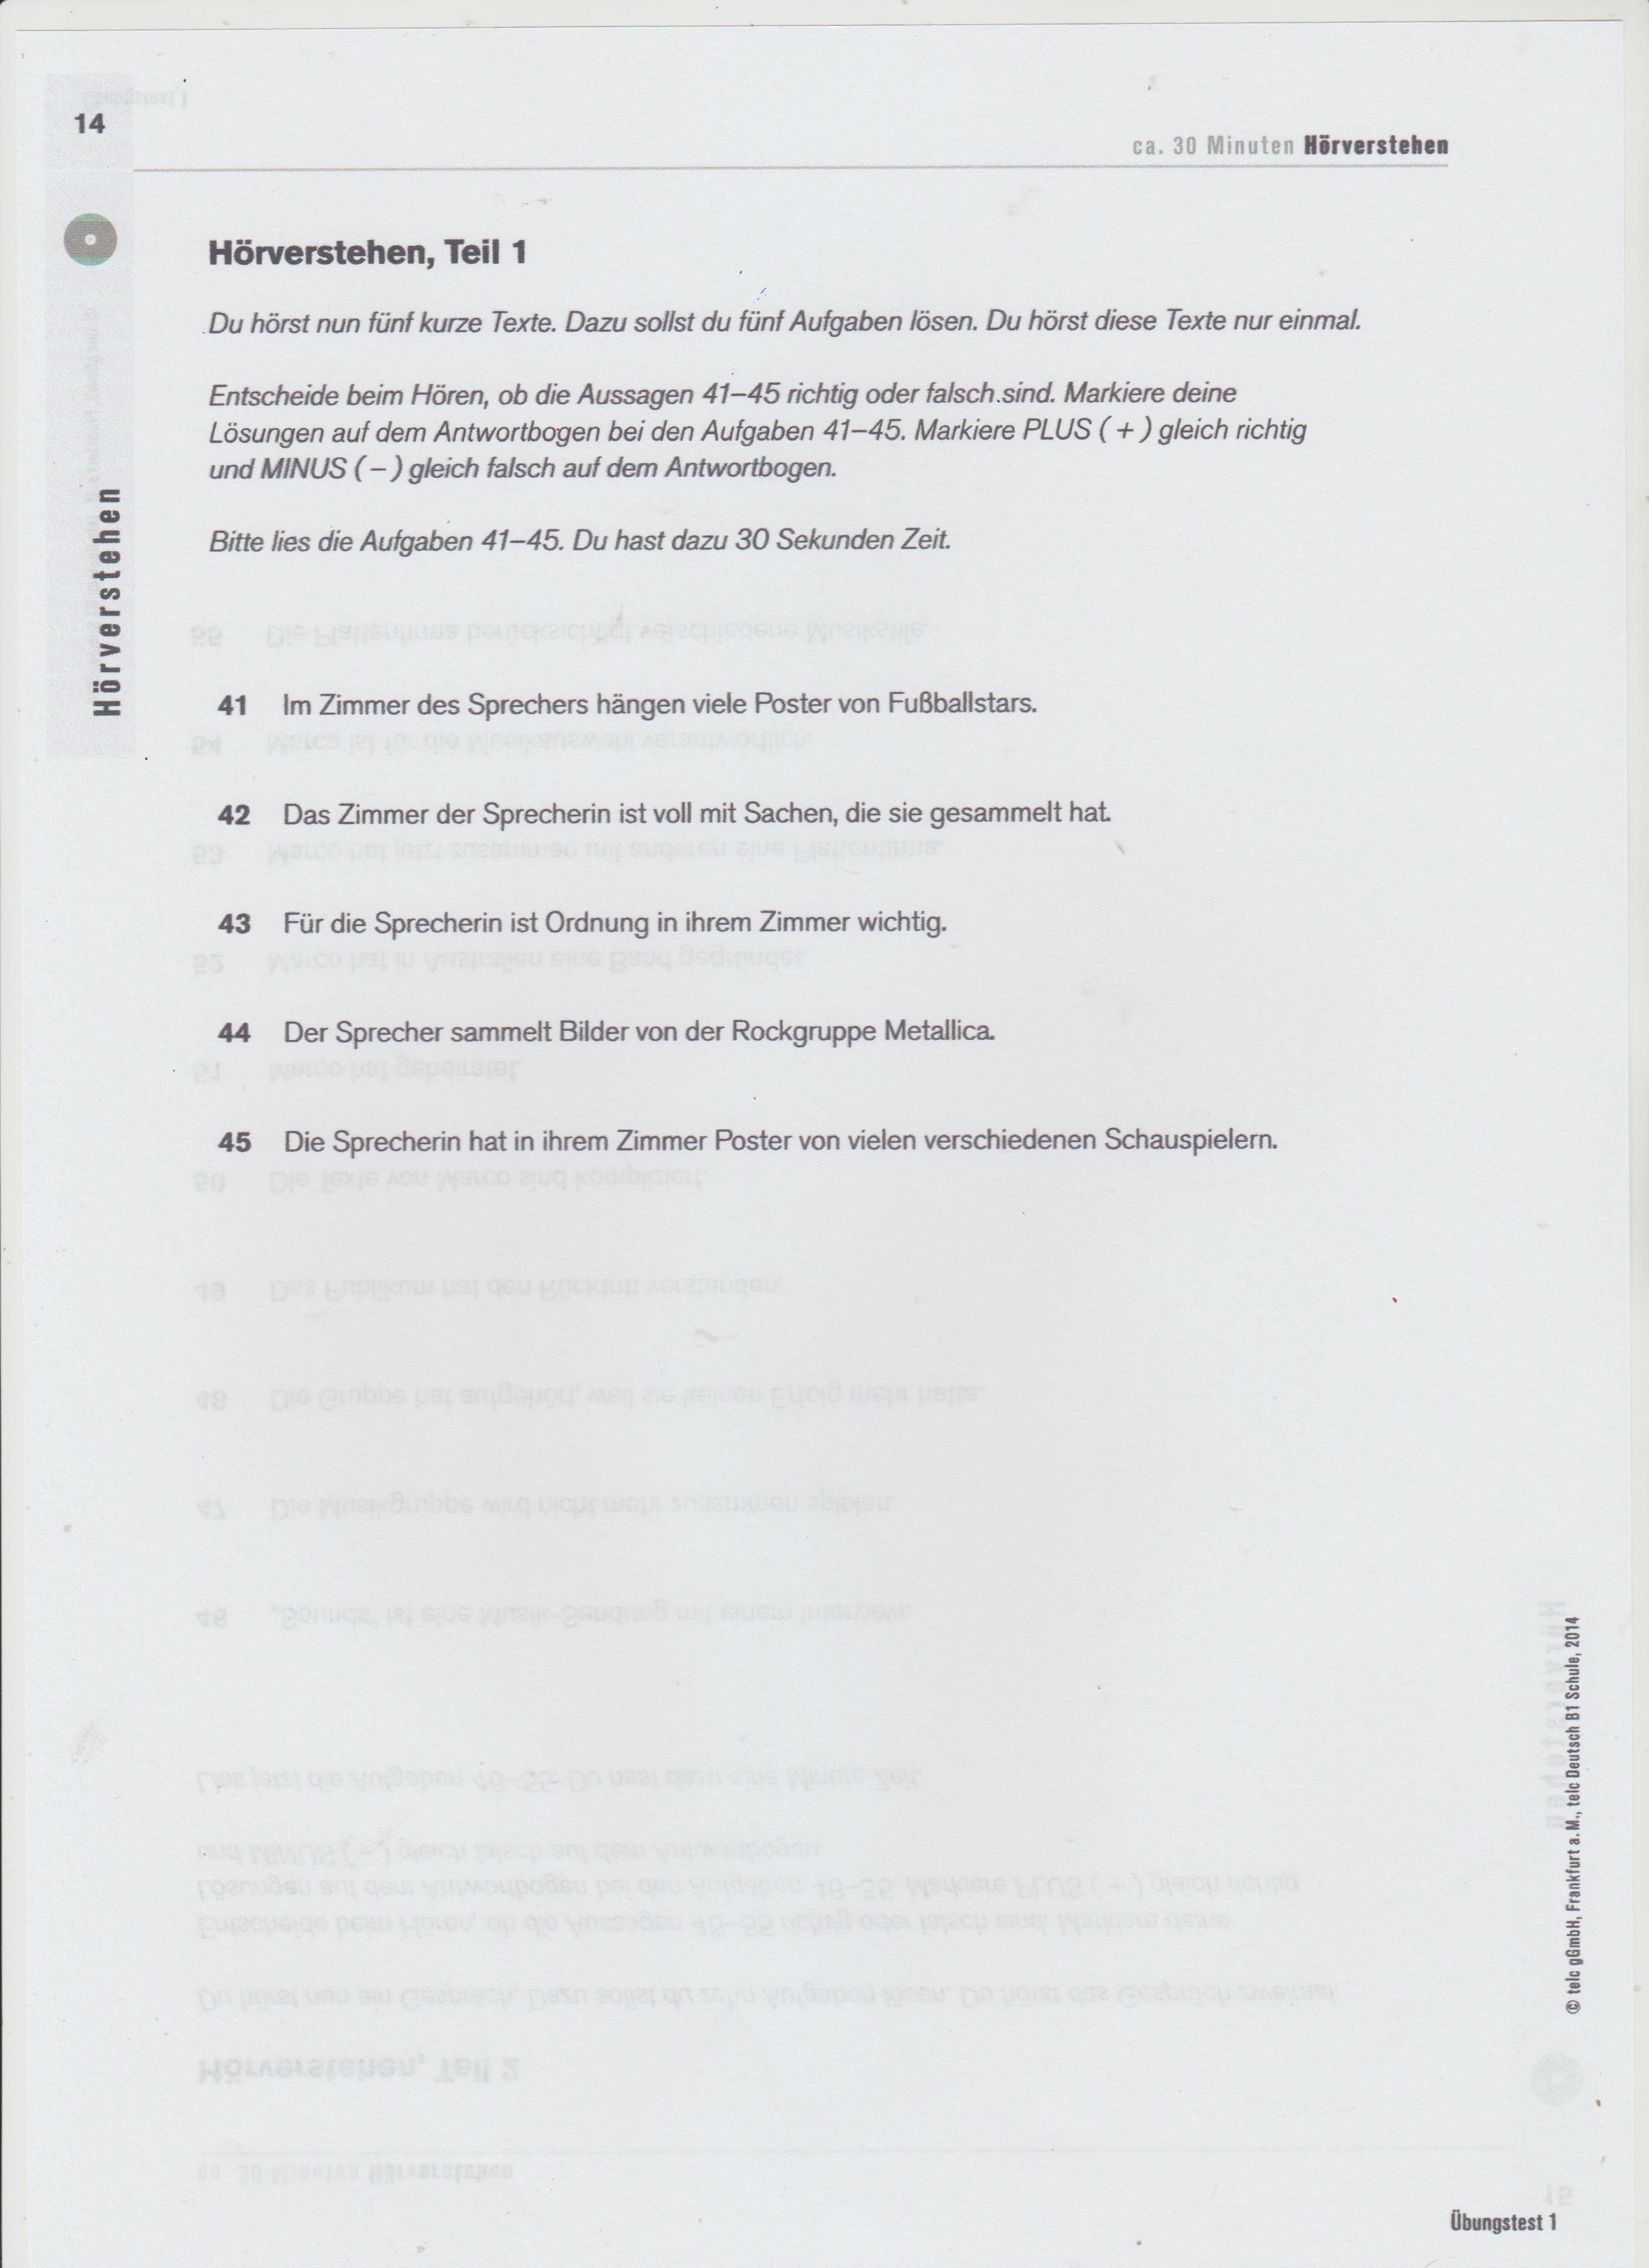 14
ca. 30 Minuten Hörverstehen
Hörverstehen
Hörverstehen, Teil 1
Du hörst nun fünf kurze Texte. Dazu sollst du fünf Aufgaben lösen. Du hörst diese Texte nur einmal.
Entscheide beim Hören, ob die Aussagen 41–45 richtig oder falsch sind. Markiere deine
Lösungen auf dem Antwortbogen bei den Aufgaben 41–45. Markiere PLUS ( + ) gleich richtig
und MINUS ( – ) gleich falsch auf dem Antwortbogen.
Bitte lies die Aufgaben 41–45. Du hast dazu 30 Sekunden Zeit.
41 Im Zimmer des Sprechers hängen viele Poster von Fußballstars.
42 Das Zimmer der Sprecherin ist voll mit Sachen, die sie gesammelt hat.
43 Für die Sprecherin ist Ordnung in ihrem Zimmer wichtig.
44 Der Sprecher sammelt Bilder von der Rockgruppe Metallica.
45 Die Sprecherin hat in ihrem Zimmer Poster von vielen verschiedenen Schauspielern.
© telc gGmbH, Frankfurt a. M., telc Deutsch B1 Schule, 2014
Übungstest 1